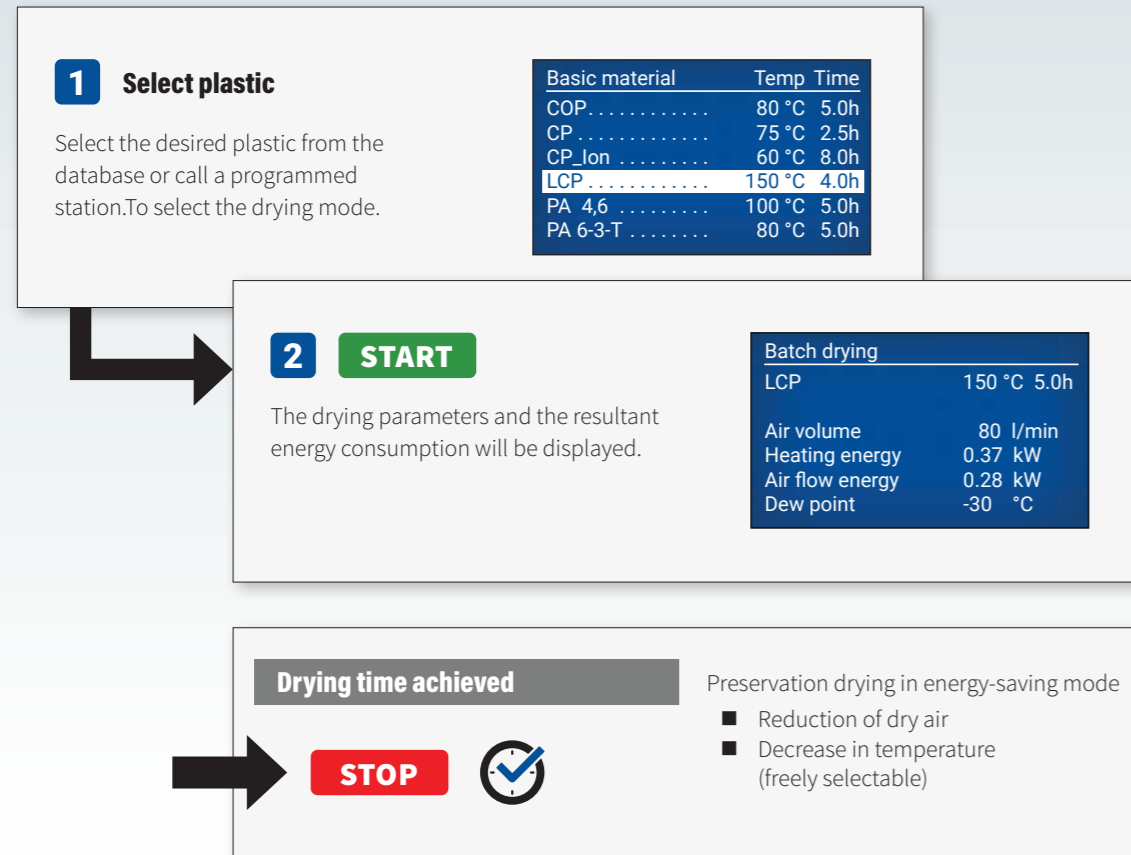 1 Select plastic
Select the desired plastic from the
database or call a programmed
station.To select the drying mode.
Basic material Temp Time
COP............ 80 °C 5.0h
CP............. 75 °C 2.5h
CP_Ion ......... 60 °C 8.0h
LCP............ 150 °C 4.0h
PA 4,6 ......... 100 °C 5.0h
PA 6-3-T ........ 80 °C 5.0h
2 START
The drying parameters and the resultant
energy consumption will be displayed.
Batch drying
LCP 150 °C 5.0h
Air volume 80 l/min
Heating energy 0.37 kW
Air flow energy 0.28 kW
Dew point -30 °C
Drying time achieved
STOP
Preservation drying in energy-saving mode
■ Reduction of dry air
■ Decrease in temperature
(freely selectable)